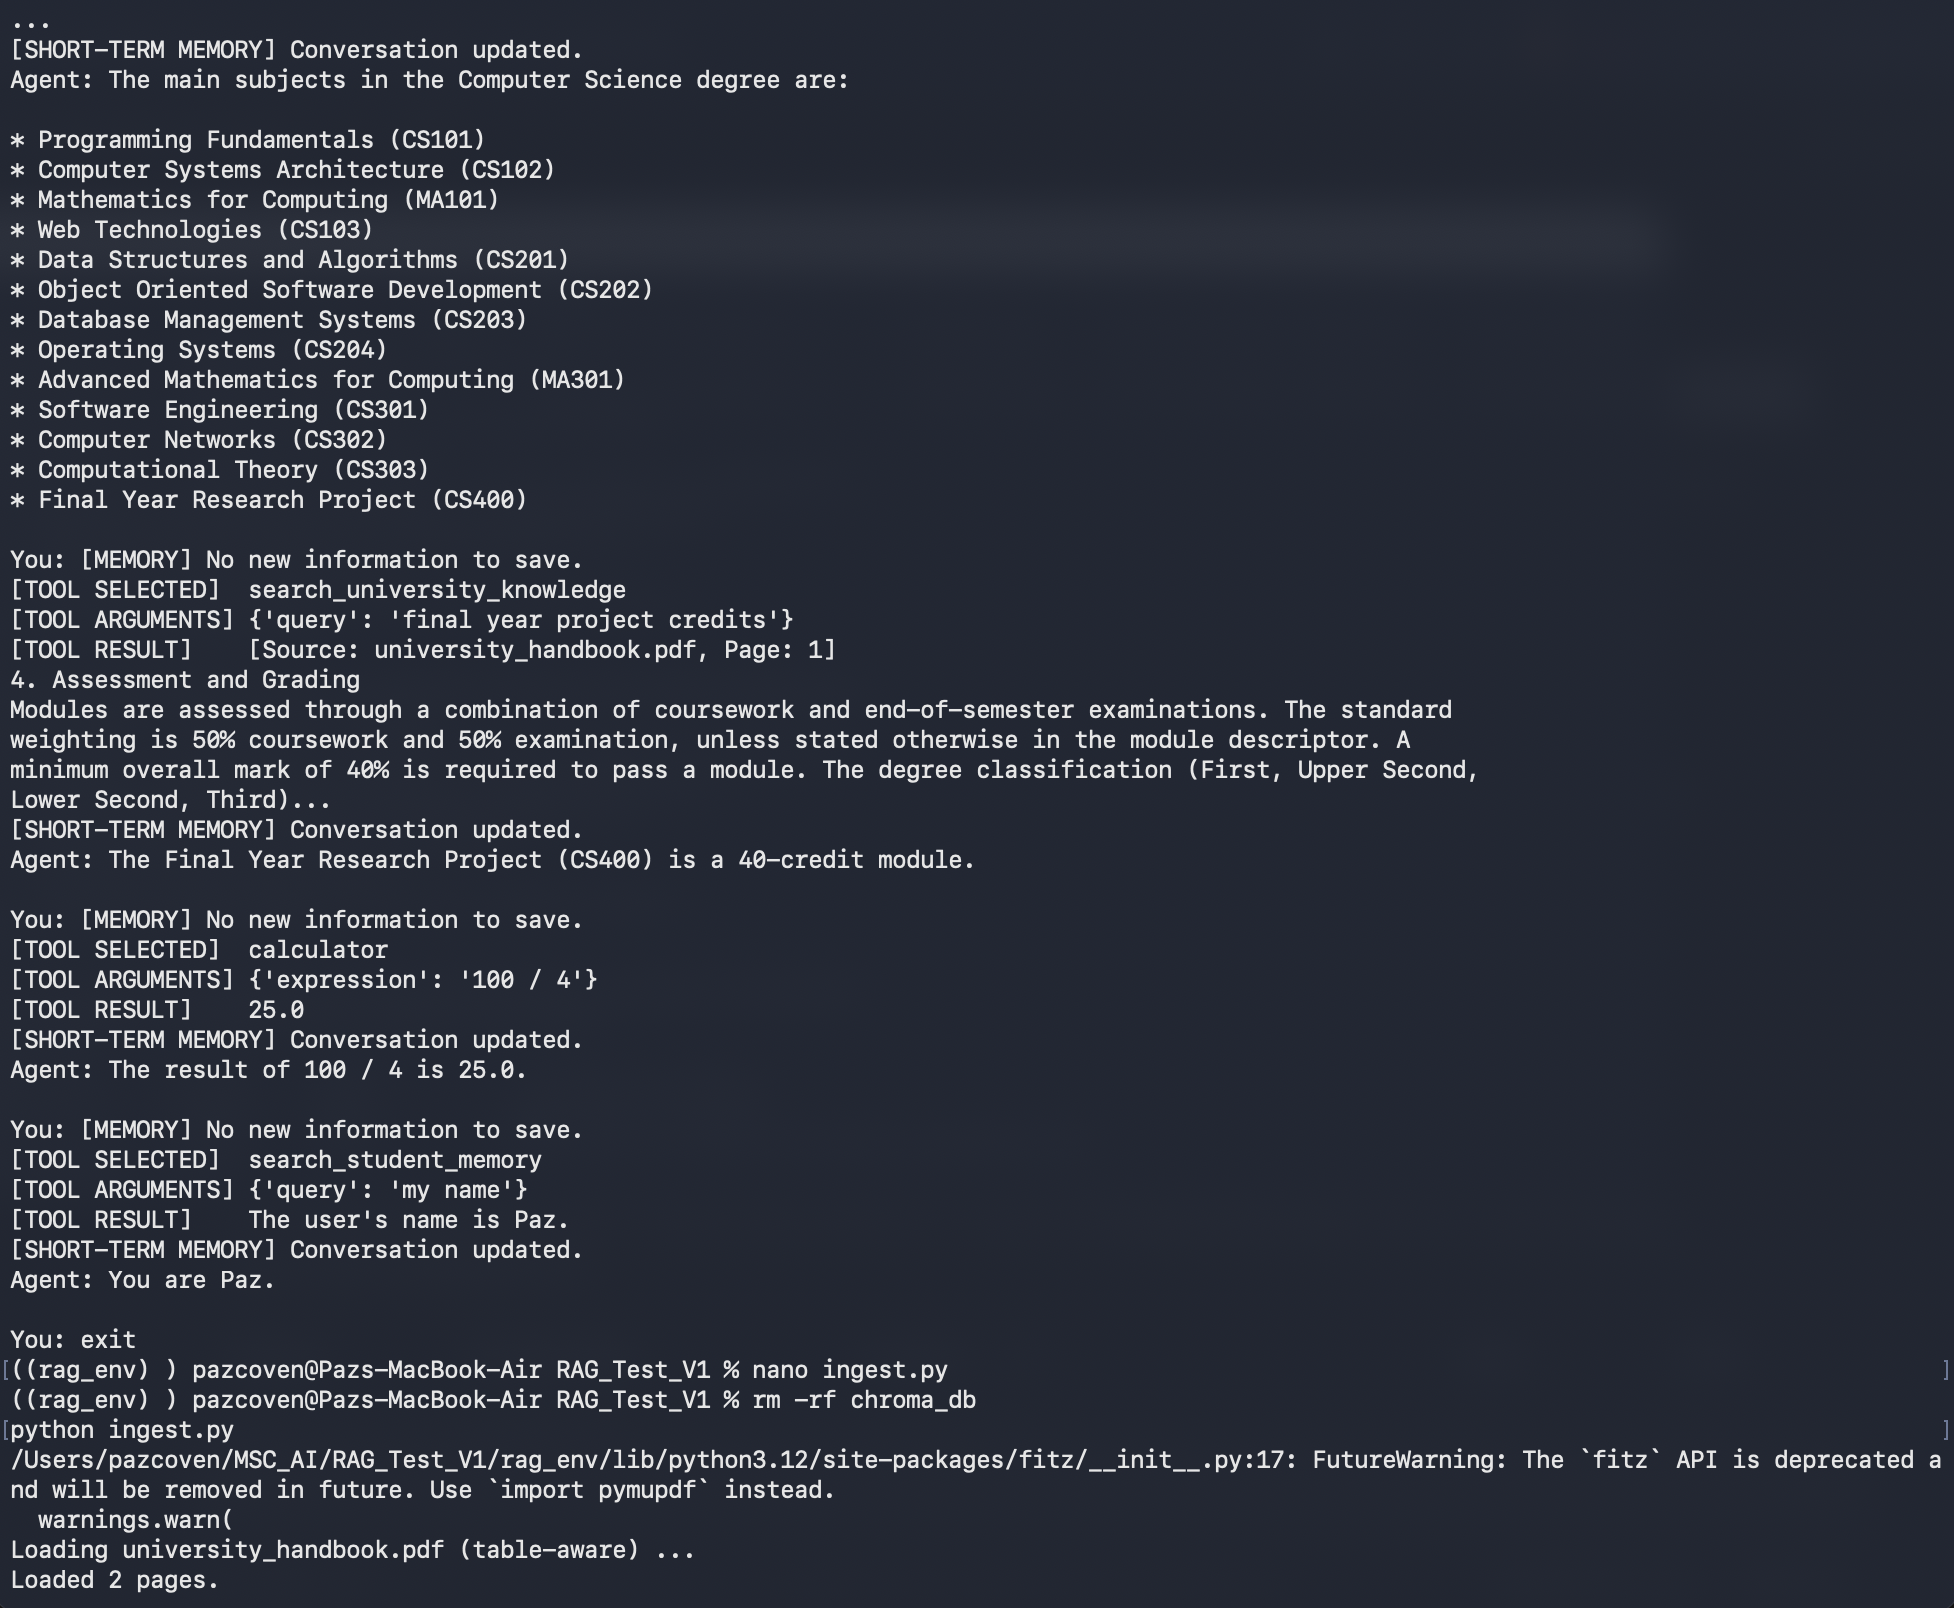 ...
[SHORT-TERM MEMORY] Conversation updated.
Agent: The main subjects in the Computer Science degree are:
* Programming Fundamentals (CS101)
* Computer Systems Architecture (CS102)
* Mathematics for Computing (MA101)
* Web Technologies (CS103)
* Data Structures and Algorithms (CS201)
* Object Oriented Software Development (CS202)
* Database Management Systems (CS203)
* Operating Systems (CS204)
* Advanced Mathematics for Computing (MA301)
* Software Engineering (CS301)
* Computer Networks (CS302)
* Computational Theory (CS303)
* Final Year Research Project (CS400)
You: [MEMORY] No new information to save.
[TOOL SELECTED]  search_university_knowledge
[TOOL ARGUMENTS] {'query': 'final year project credits'}
[TOOL RESULT]    [Source: university_handbook.pdf, Page: 1]
4. Assessment and Grading
Modules are assessed through a combination of coursework and end-of-semester examinations. The standard
weighting is 50% coursework and 50% examination, unless stated otherwise in the module descriptor. A
minimum overall mark of 40% is required to pass a module. The degree classification (First, Upper Second,
Lower Second, Third)...
[SHORT-TERM MEMORY] Conversation updated.
Agent: The Final Year Research Project (CS400) is a 40-credit module.
You: [MEMORY] No new information to save.
[TOOL SELECTED]  calculator
[TOOL ARGUMENTS] {'expression': '100 / 4'}
[TOOL RESULT]    25.0
[SHORT-TERM MEMORY] Conversation updated.
Agent: The result of 100 / 4 is 25.0.
You: [MEMORY] No new information to save.
[TOOL SELECTED]  search_student_memory
[TOOL ARGUMENTS] {'query': 'my name'}
[TOOL RESULT]    The user's name is Paz.
[SHORT-TERM MEMORY] Conversation updated.
Agent: You are Paz.
You: exit
[((rag_env) ) pazcoven@Pazs-MacBook-Air RAG_Test_V1 % nano ingest.py ]
((rag_env) ) pazcoven@Pazs-MacBook-Air RAG_Test_V1 % rm -rf chroma_db
[python ingest.py ]
/Users/pazcoven/MSC_AI/RAG_Test_V1/rag_env/lib/python3.12/site-packages/fitz/__init__.py:17: FutureWarning: The `fitz` API is deprecated a
nd will be removed in future. Use `import pymupdf` instead.
  warnings.warn(
Loading university_handbook.pdf (table-aware) ...
Loaded 2 pages.